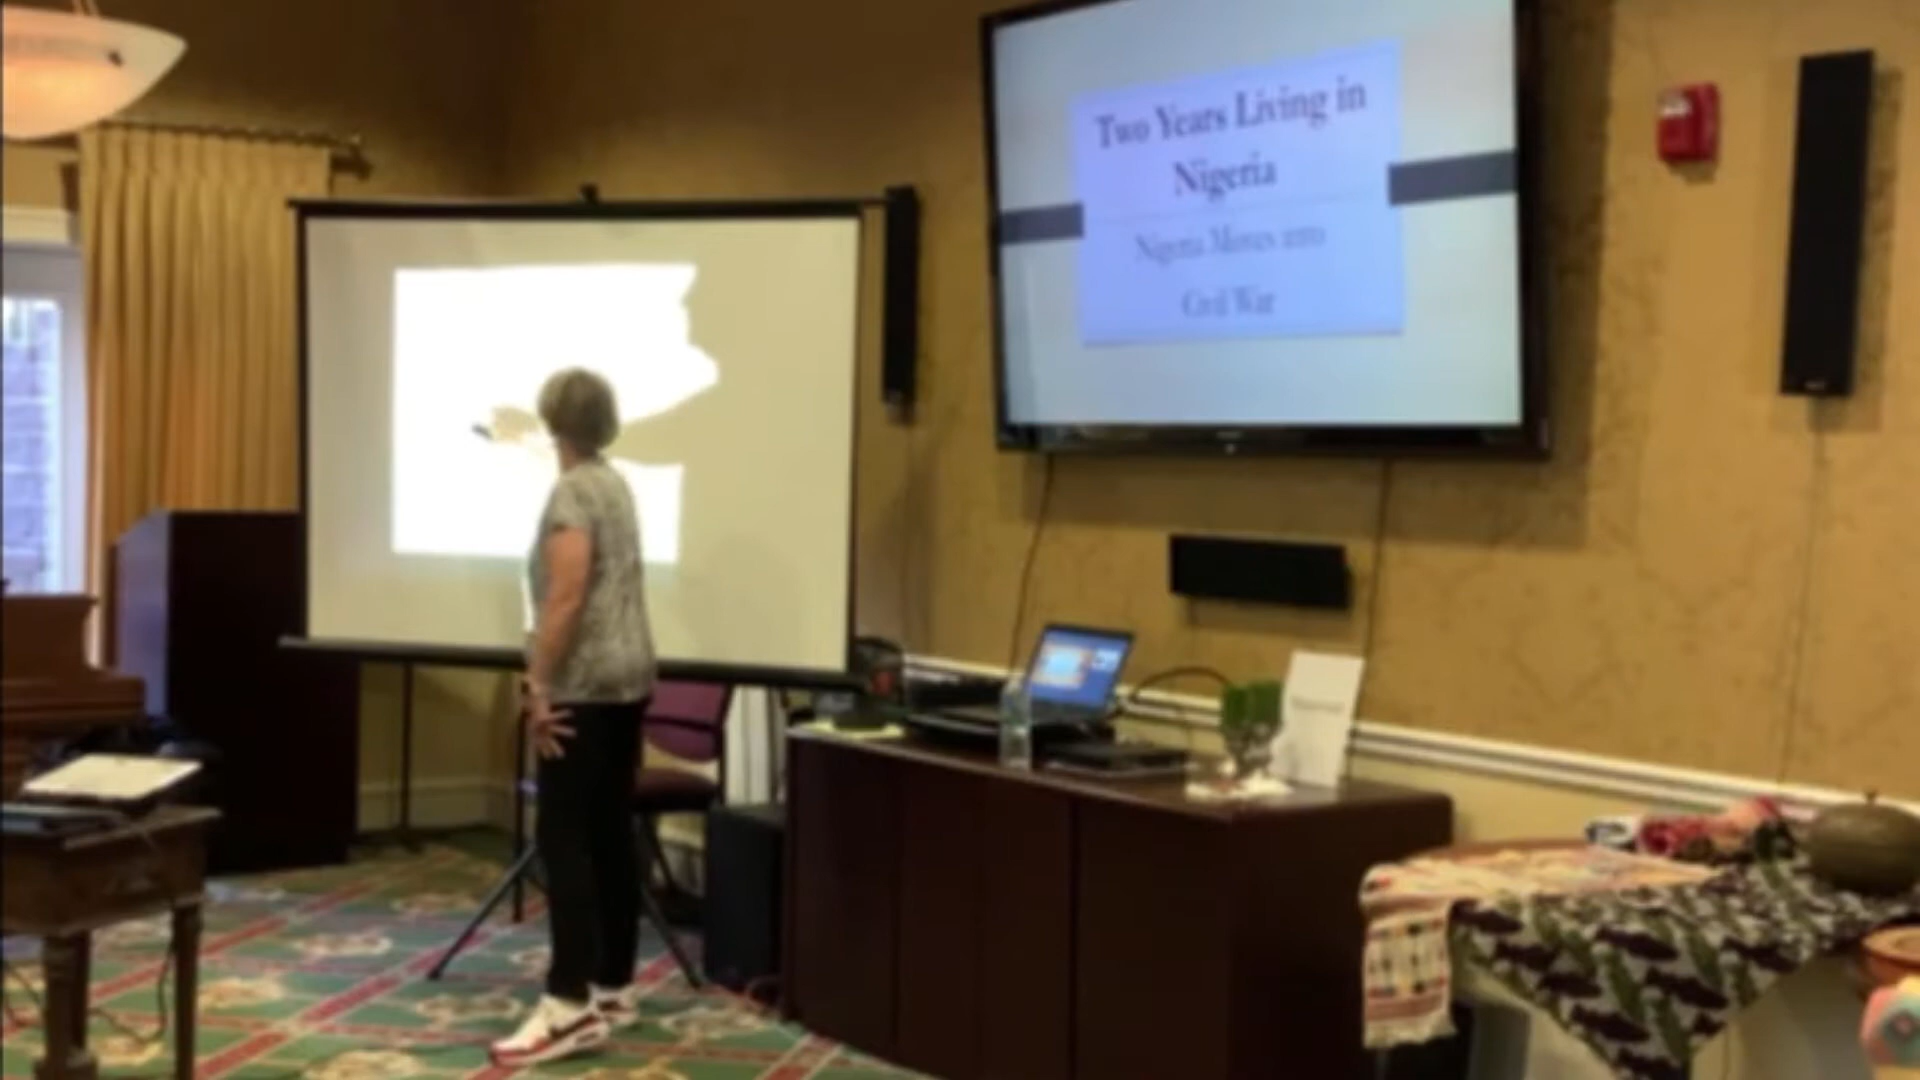 Two Years Living in
Nigeria
Nigeria Moves into
Civil War